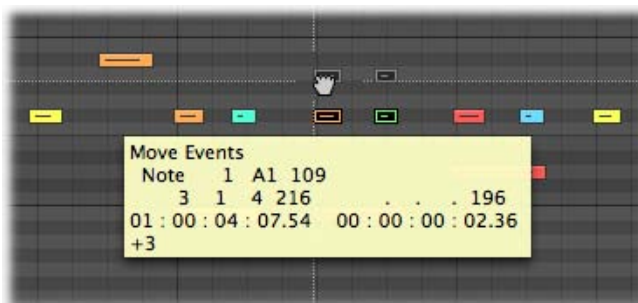 Move Events
Note 1 A1 109
3 1 4 216 . . . 196
01 : 00 : 04 : 07.54 00 : 00 : 00 : 02.36
+3